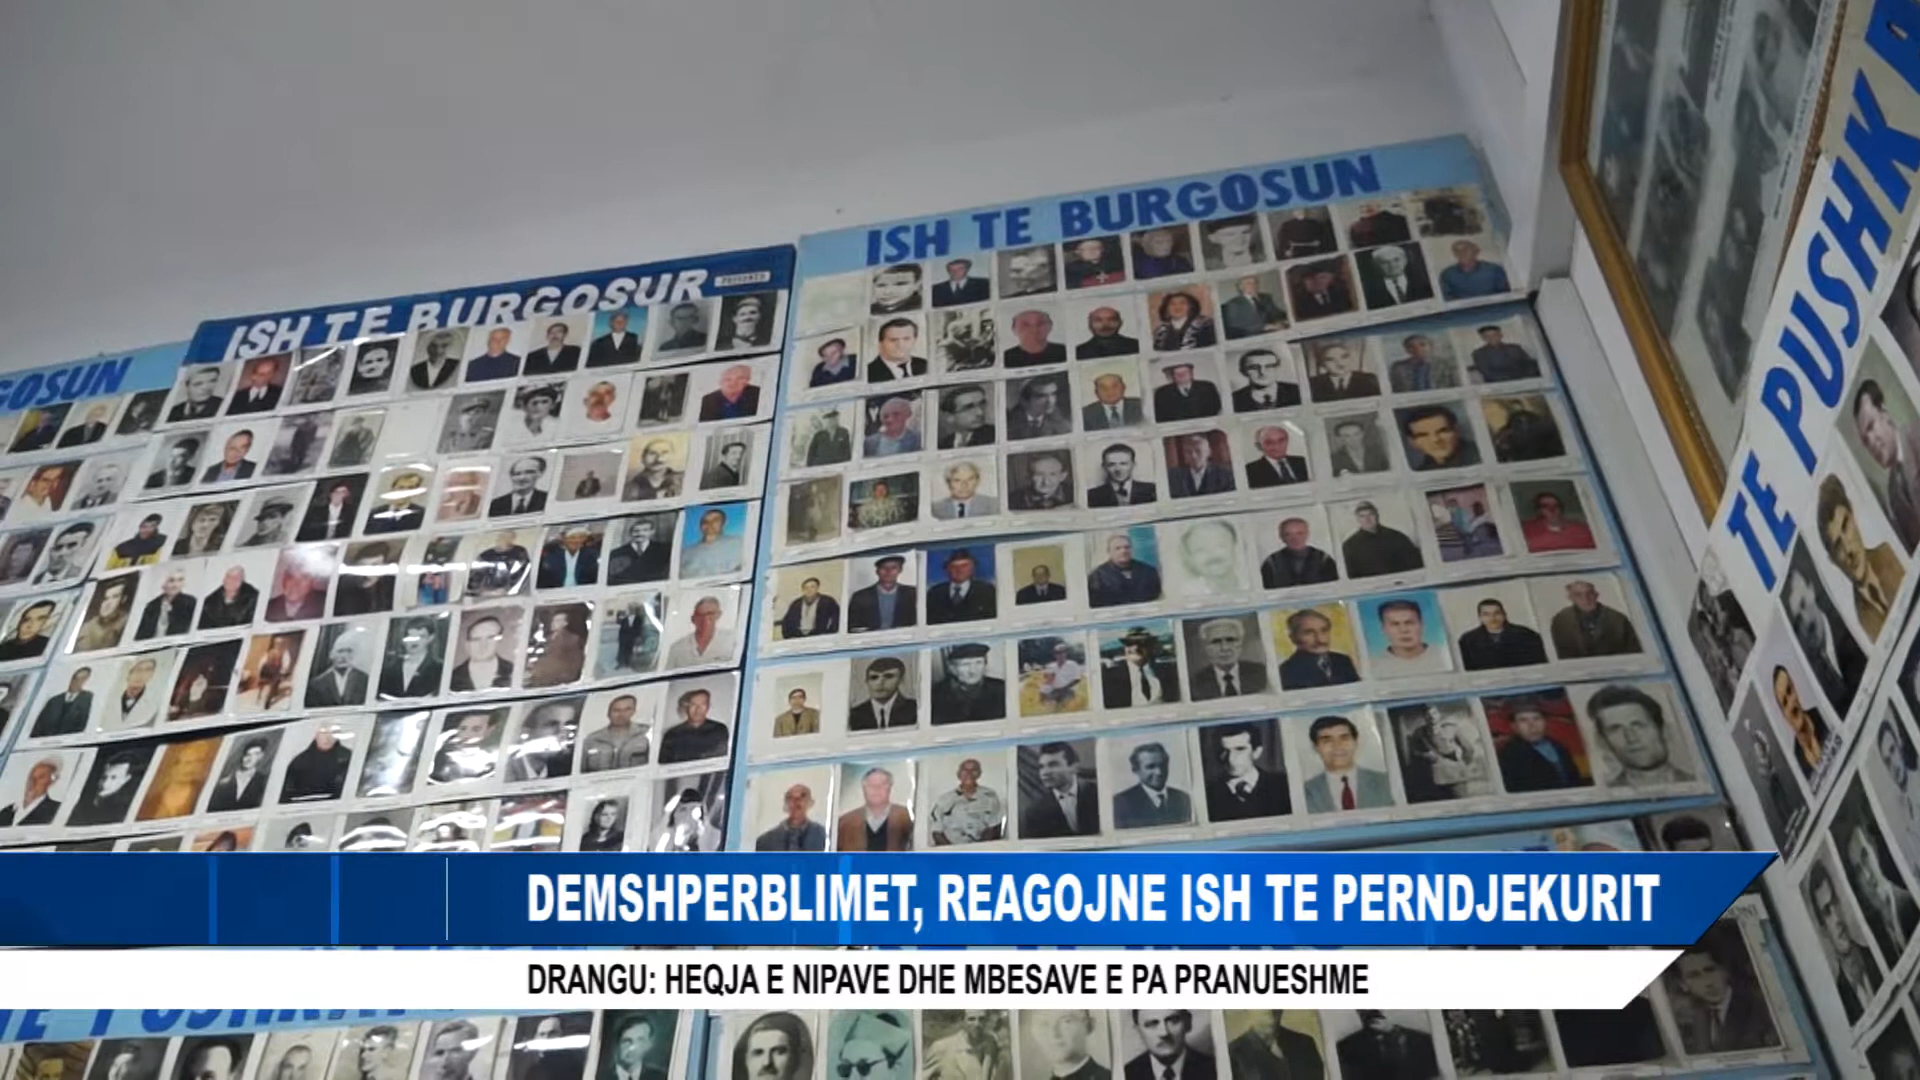 ISH TE BURGOSUN
ISH TE BURGOSUR
GOSUN
TE PUSHK
DEMSHPERBLIMET, REAGOJNE ISH TE PERNDJEKURIT
DRANGU: HEQJA E NIPAVE DHE MBESAVE E PA PRANUESHME